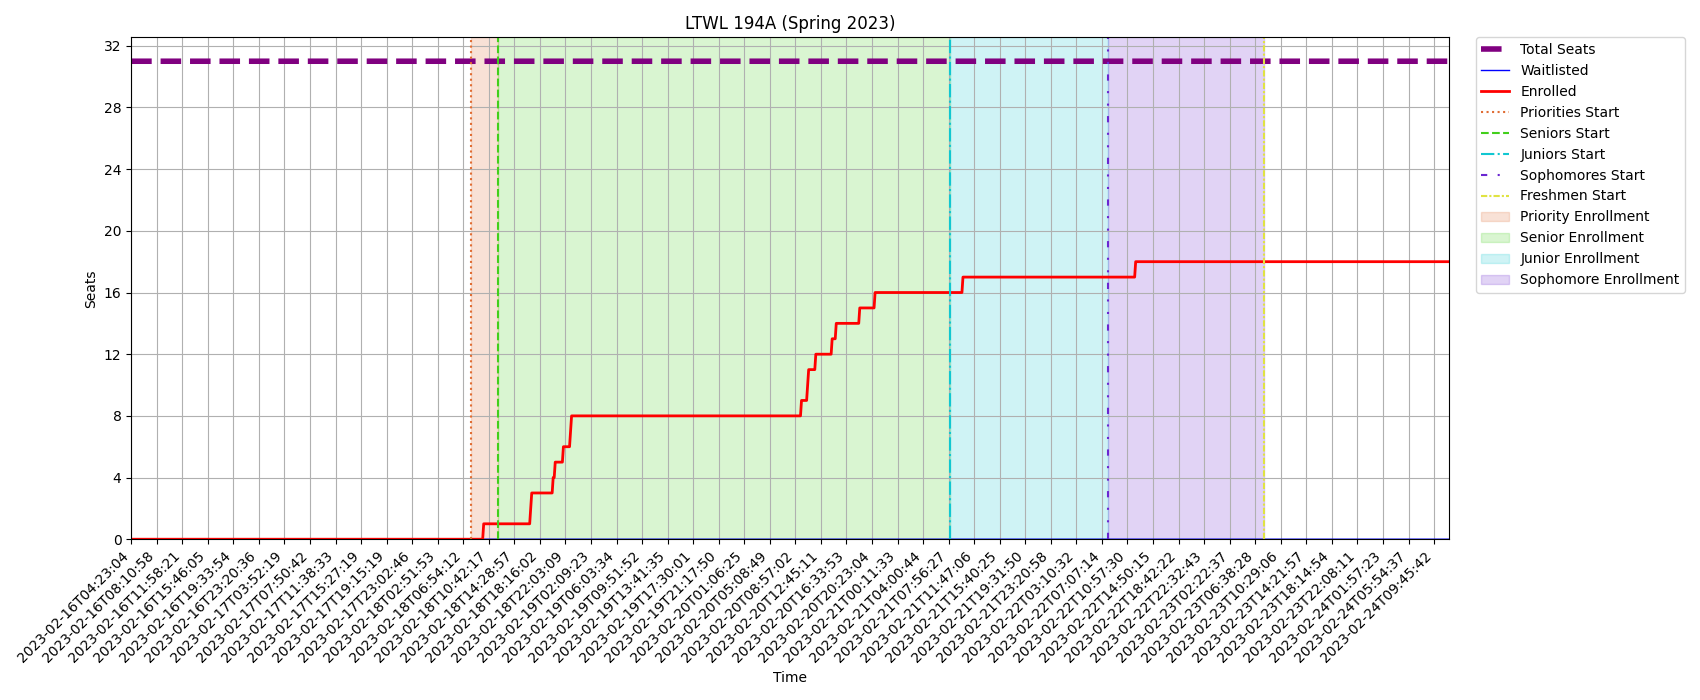 LTWL 194A (Spring 2023)
32
28
24
20
16
12
8
4
0
Seats
2023-02-16T04:23:04
2023-02-16T08:10:58
2023-02-16T11:58:21
2023-02-16T15:46:05
2023-02-16T19:33:54
2023-02-16T23:20:36
2023-02-17T03:52:19
2023-02-17T07:50:42
2023-02-17T11:38:33
2023-02-17T15:27:19
2023-02-17T19:15:19
2023-02-17T23:02:46
2023-02-18T02:51:53
2023-02-18T06:54:12
2023-02-18T10:42:17
2023-02-18T14:28:57
2023-02-18T18:16:02
2023-02-18T22:03:09
2023-02-19T02:09:23
2023-02-19T06:03:34
2023-02-19T09:51:52
2023-02-19T13:41:35
2023-02-19T17:30:01
2023-02-19T21:17:50
2023-02-20T01:06:25
2023-02-20T05:08:49
2023-02-20T08:57:02
2023-02-20T12:45:11
2023-02-20T16:33:53
2023-02-20T20:23:04
2023-02-21T00:11:33
2023-02-21T04:00:44
2023-02-21T07:56:27
2023-02-21T11:47:06
2023-02-21T15:40:25
2023-02-21T19:31:50
2023-02-21T23:20:58
2023-02-22T03:10:32
2023-02-22T07:07:14
2023-02-22T10:57:30
2023-02-22T14:50:15
2023-02-22T18:42:22
2023-02-22T22:32:43
2023-02-23T02:22:37
2023-02-23T06:38:28
2023-02-23T10:29:06
2023-02-23T14:21:57
2023-02-23T18:14:54
2023-02-23T22:08:11
2023-02-24T01:57:23
2023-02-24T05:54:37
2023-02-24T09:45:42
Time
Total Seats
Waitlisted
Enrolled
Priorities Start
Seniors Start
Juniors Start
Sophomores Start
Freshmen Start
Priority Enrollment
Senior Enrollment
Junior Enrollment
Sophomore Enrollment